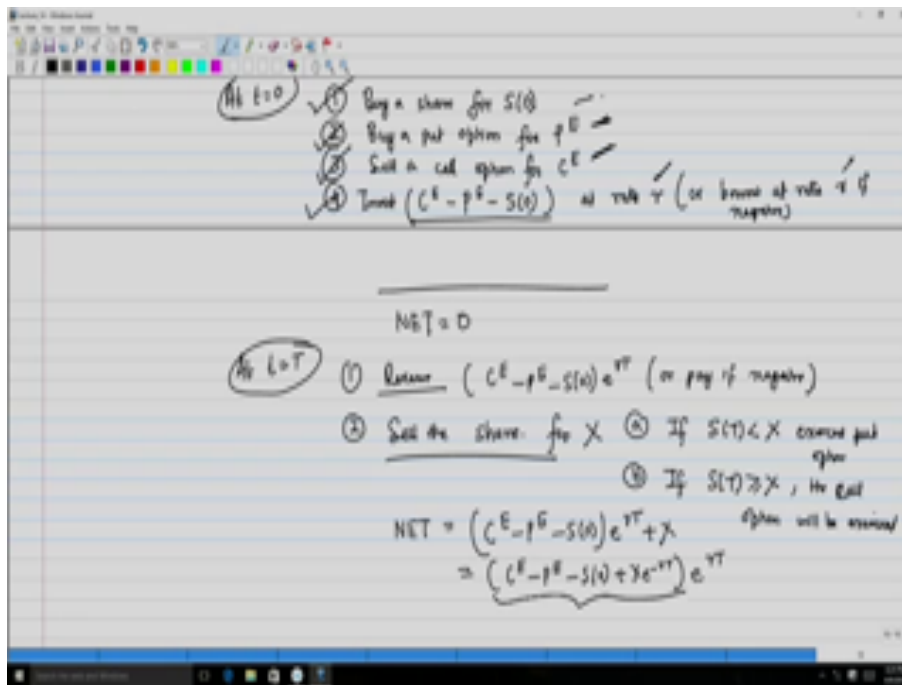 At t=0
① Buy a share for S(0)
② Buy a put option for P^E
③ Sell a call option for C^E
④ Invest (C^E - P^E - S(0)) at rate r (or borrow at rate r if
negative)
NET = 0
At t=T
① Receive (C^E - P^E - S(0)) e^{rT} (or pay if negative)
② Sell the share for X ⓐ If S(T) < X exercise put
option
ⓑ If S(T) ≥ X, the call
option will be exercised
NET = (C^E - P^E - S(0)) e^{rT} + X
= (C^E - P^E - S(0) + Xe^{-rT}) e^{rT}